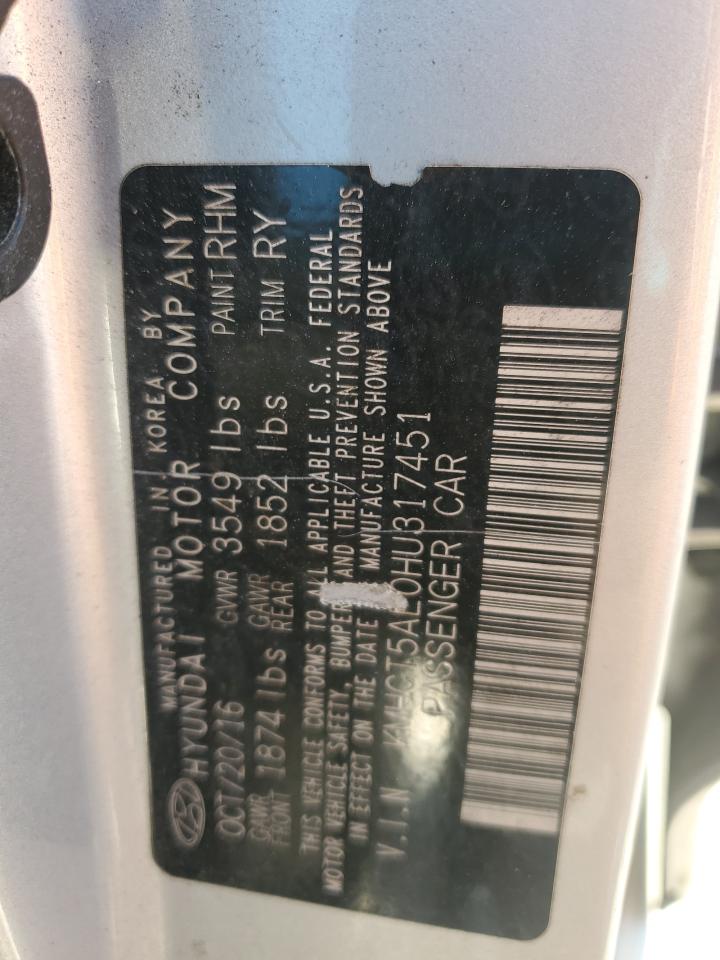 MANUFACTURED IN KOREA BY
HYUNDAI MOTOR COMPANY
OCT/20/16 GVWR 3549 lbs PAINT RHM
GAWR FRONT 1874 lbs GAWR REAR 1852 lbs TRIM RY
THIS VEHICLE CONFORMS TO ALL APPLICABLE U.S.A. FEDERAL
MOTOR VEHICLE SAFETY, BUMPER AND THEFT PREVENTION STANDARDS
IN EFFECT ON THE DATE MANUFACTURE SHOWN ABOVE
V.I.N KMHCT5AE0HU317451
PASSENGER CAR